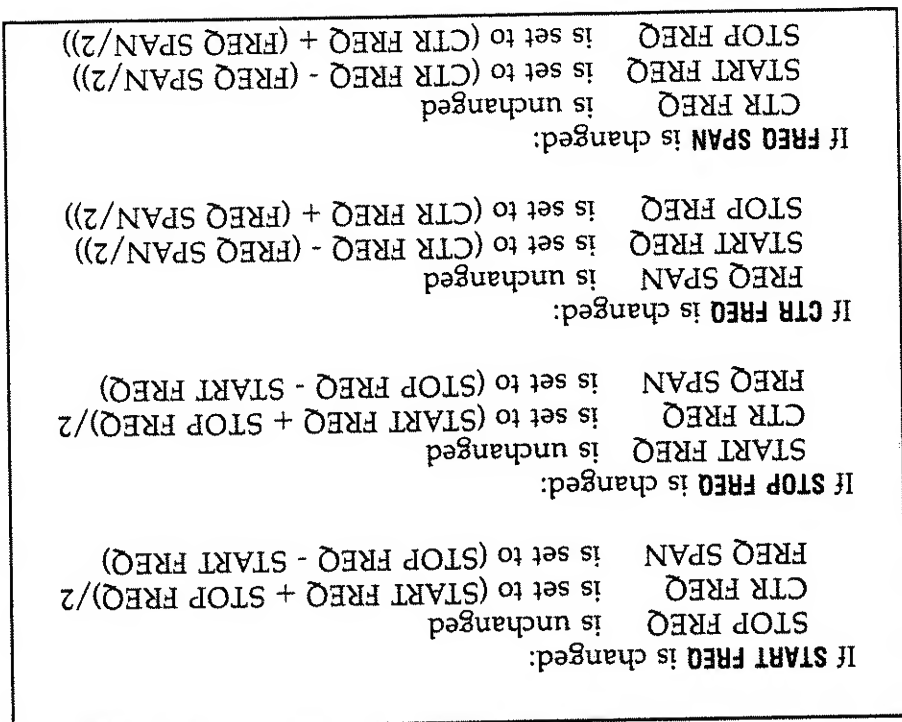 If START FREQ is changed:
STOP FREQ is unchanged
CTR FREQ is set to (START FREQ + STOP FREQ)/2
FREQ SPAN is set to (STOP FREQ - START FREQ)
If STOP FREQ is changed:
START FREQ is unchanged
CTR FREQ is set to (START FREQ + STOP FREQ)/2
FREQ SPAN is set to (STOP FREQ - START FREQ)
If CTR FREQ is changed:
FREQ SPAN is unchanged
START FREQ is set to (CTR FREQ - (FREQ SPAN/2))
STOP FREQ is set to (CTR FREQ + (FREQ SPAN/2))
If FREQ SPAN is changed:
CTR FREQ is unchanged
START FREQ is set to (CTR FREQ - (FREQ SPAN/2))
STOP FREQ is set to (CTR FREQ + (FREQ SPAN/2))